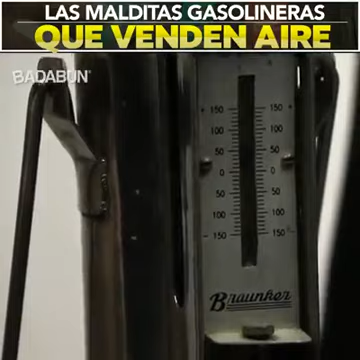 LAS MALDITAS GASOLINERAS
QUE VENDEN AIRE
BADABUN
150 150
100 100
50 50
0 0
50 50
100 100
150 150
Braunker